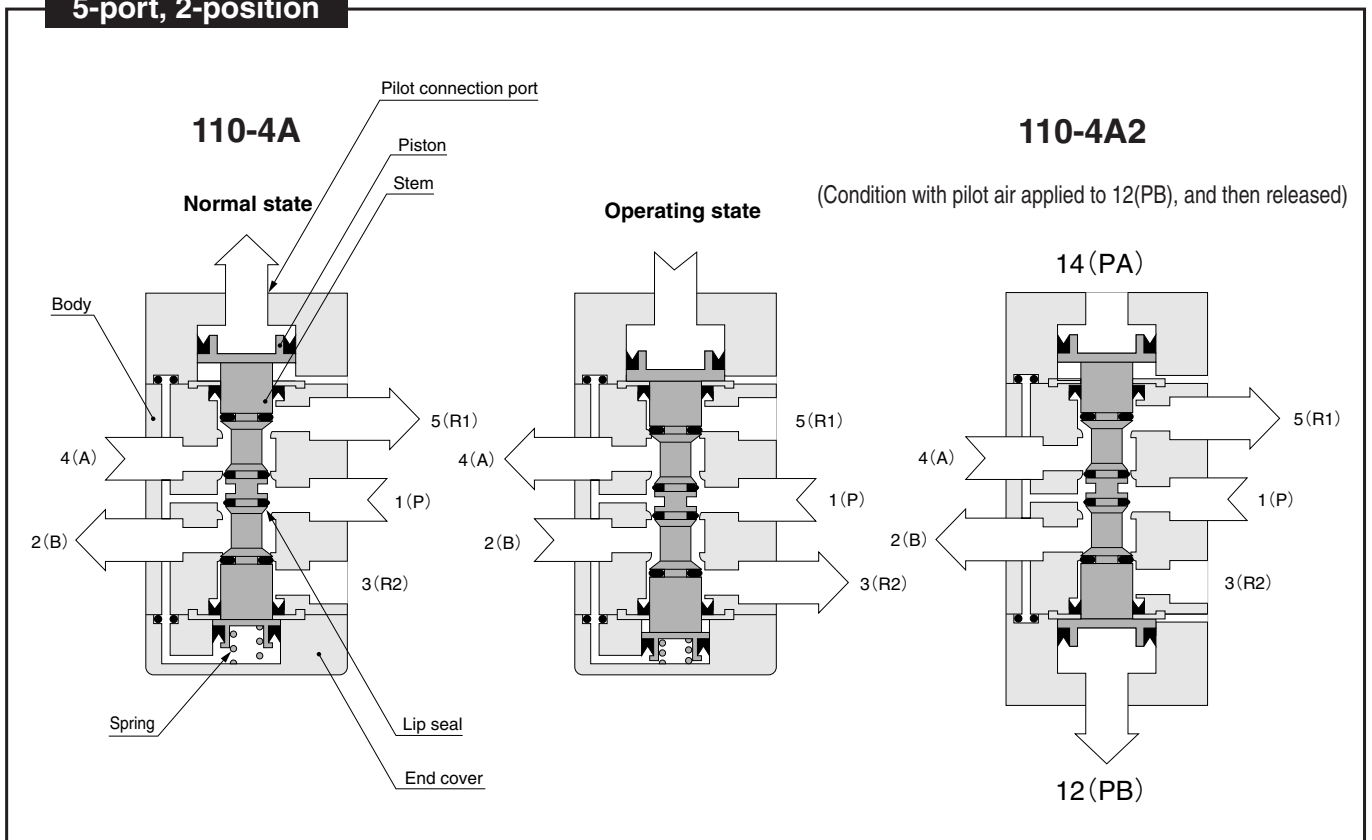 5-port, 2-position
Pilot connection port
110-4A
110-4A2
Piston
Stem
Normal state
Operating state
(Condition with pilot air applied to 12(PB), and then released)
14(PA)
Body
5(R1)
5(R1)
5(R1)
4(A)
4(A)
4(A)
1(P)
1(P)
1(P)
2(B)
2(B)
2(B)
3(R2)
3(R2)
3(R2)
Spring
Lip seal
End cover
12(PB)